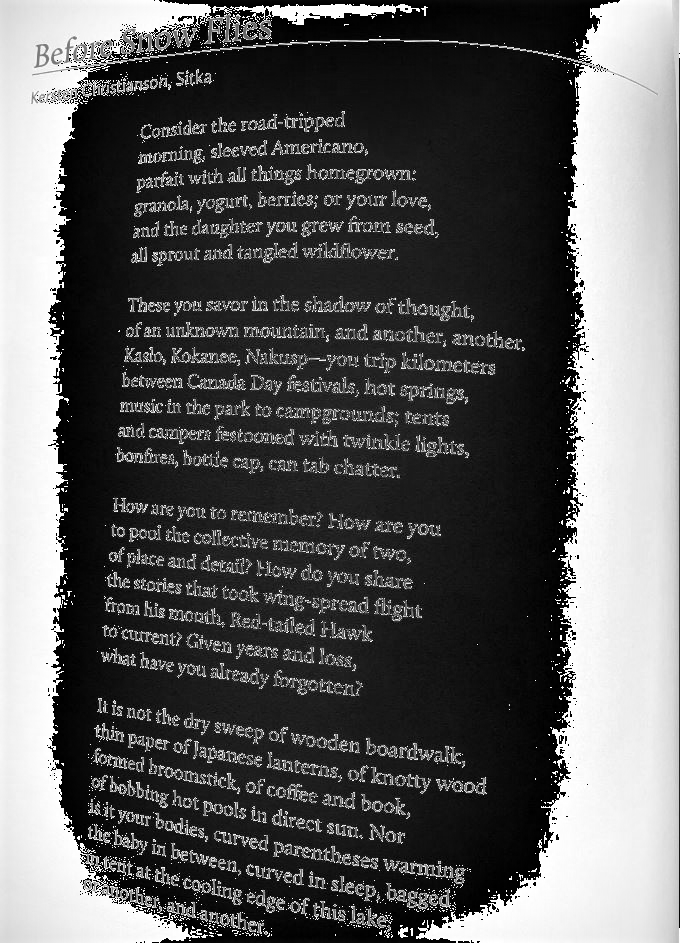 Before Snow Flies
Christianson, Sitka
Consider the road-tripped
morning, sleeved Americano,
parfait with all things homegrown:
granola, yogurt, berries; or your love,
and the daughter you grew from seed,
all sprout and tangled wildflower.
These you savor in the shadow of thought,
of an unknown mountain, and another, another.
Kaslo, Kokanee, Nakusp—you trip kilometers
between Canada Day festivals, hot springs,
music in the park to campgrounds; tents
and campers festooned with twinkle lights,
bonfires, bottle cap, can tab chatter.
How are you to remember? How are you
to pool the collective memory of two,
of place and detail? How do you share
the stories that took wing-spread flight
from his mouth, Red-tailed Hawk
to current? Given years and loss,
what have you already forgotten?
It is not the dry sweep of wooden boardwalk,
thin paper of Japanese lanterns, of knotty wood
formed broomstick, of coffee and book,
of bobbing hot pools in direct sun. Nor
is it your bodies, curved parentheses warming
the baby in between, curved in sleep, bagged
in tent at the cooling edge of this lake,
or another, and another.